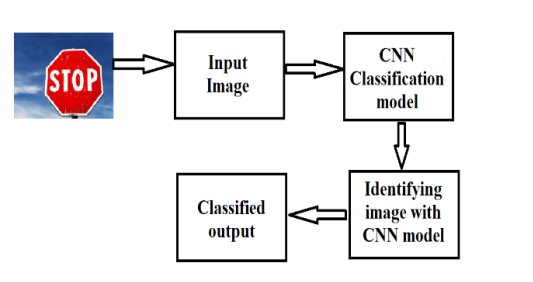 STOP
Input
Image
CNN
Classification
model
Identifying
image with
CNN model
Classified
output